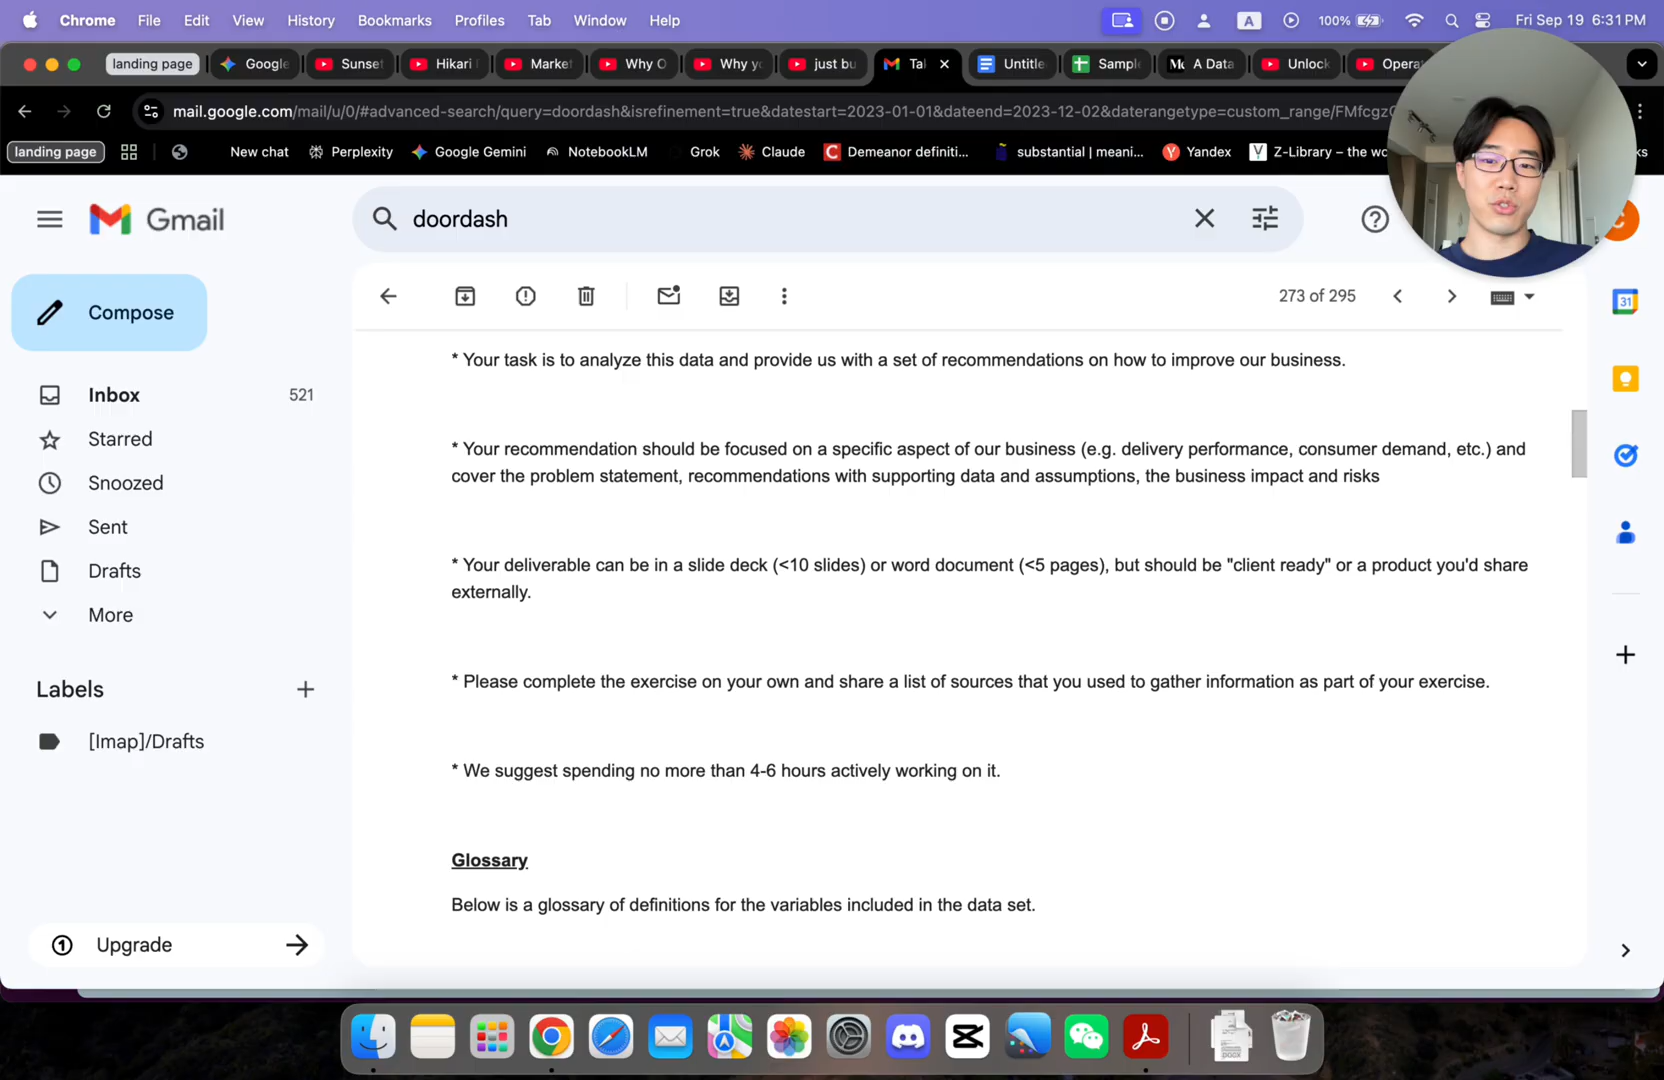 Chrome File Edit View History Bookmarks Profiles Tab Window Help A 100% Fri Sep 19 6:31 PM
landing page Google Sunset Hikari Market Why O Why yo just bu Ta Untitle Sample A Data Unlock Opera
mail.google.com/mail/u/0/#advanced-search/query=doordash&isrefinement=true&datestart=2023-01-01&dateend=2023-12-02&daterangetype=custom_range/FMfcgz
landing page New chat Perplexity Google Gemini NotebookLM Grok Claude Demeanor definiti... substantial | meani... Yandex Z-Library – the wo ks
Gmail
doordash
Compose
273 of 295
Inbox 521
Starred
Snoozed
Sent
Drafts
More
Labels
[Imap]/Drafts
Upgrade
31
* Your task is to analyze this data and provide us with a set of recommendations on how to improve our business.
* Your recommendation should be focused on a specific aspect of our business (e.g. delivery performance, consumer demand, etc.) and
cover the problem statement, recommendations with supporting data and assumptions, the business impact and risks
* Your deliverable can be in a slide deck (<10 slides) or word document (<5 pages), but should be "client ready" or a product you'd share
externally.
* Please complete the exercise on your own and share a list of sources that you used to gather information as part of your exercise.
* We suggest spending no more than 4-6 hours actively working on it.
Glossary
Below is a glossary of definitions for the variables included in the data set.